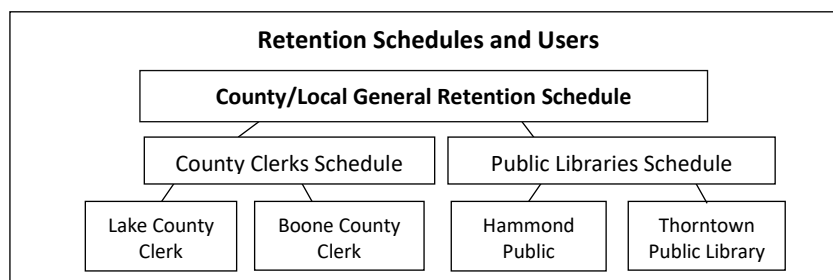 Retention Schedules and Users
County/Local General Retention Schedule
County Clerks Schedule
Public Libraries Schedule
Lake County
Clerk
Boone County
Clerk
Hammond
Public
Thorntown
Public Library